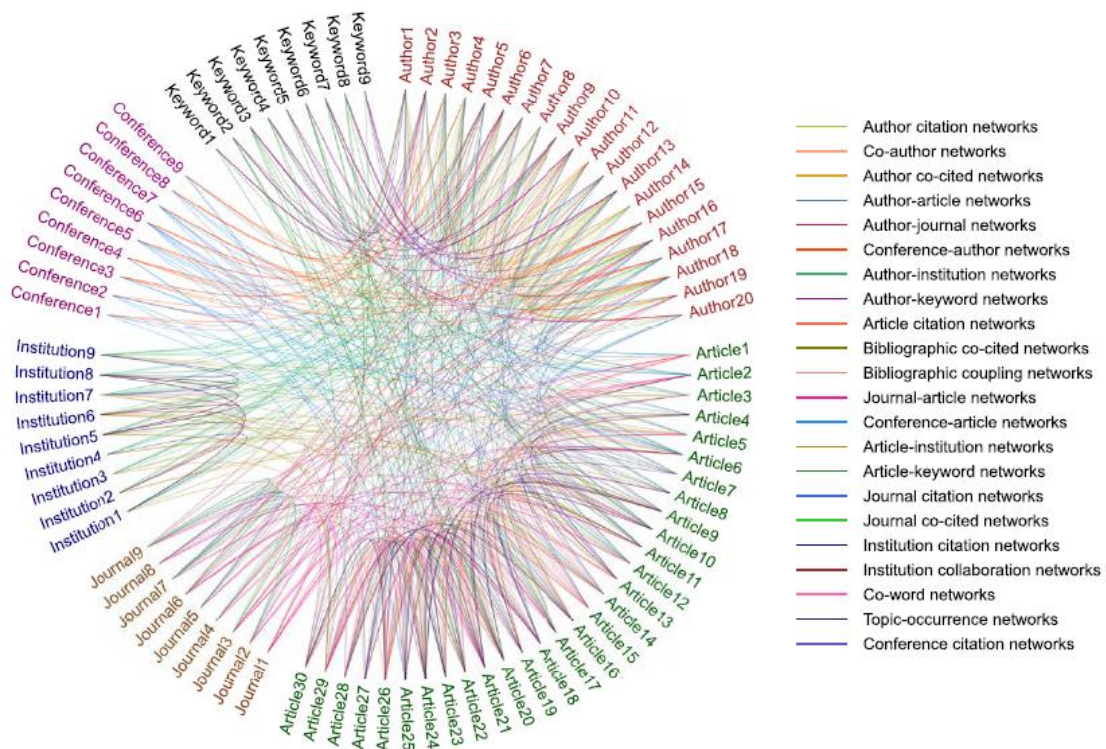 Keyword1
Keyword2
Keyword3
Keyword4
Keyword5
Keyword6
Keyword7
Keyword8
Keyword9
Author1
Author2
Author3
Author4
Author5
Author6
Author7
Author8
Author9
Author10
Author11
Author12
Author13
Author14
Author15
Author16
Author17
Author18
Author19
Author20
Article1
Article2
Article3
Article4
Article5
Article6
Article7
Article8
Article9
Article10
Article11
Article12
Article13
Article14
Article15
Article16
Article17
Article18
Article19
Article20
Article21
Article22
Article23
Article24
Article25
Article26
Article27
Article28
Article29
Article30
Journal1
Journal2
Journal3
Journal4
Journal5
Journal6
Journal7
Journal8
Journal9
Institution1
Institution2
Institution3
Institution4
Institution5
Institution6
Institution7
Institution8
Institution9
Conference1
Conference2
Conference3
Conference4
Conference5
Conference6
Conference7
Conference8
Conference9
Author citation networks
Co-author networks
Author co-cited networks
Author-article networks
Author-journal networks
Conference-author networks
Author-institution networks
Author-keyword networks
Article citation networks
Bibliographic co-cited networks
Bibliographic coupling networks
Journal-article networks
Conference-article networks
Article-institution networks
Article-keyword networks
Journal citation networks
Journal co-cited networks
Institution citation networks
Institution collaboration networks
Co-word networks
Topic-occurrence networks
Conference citation networks